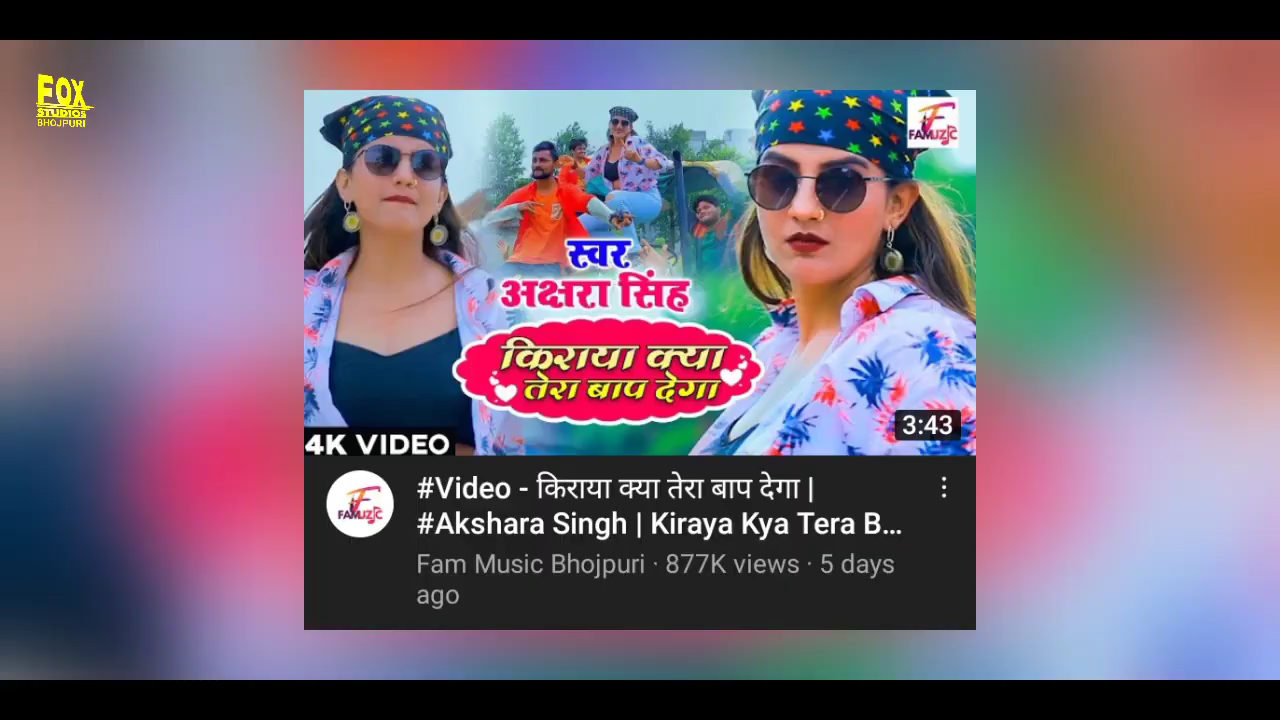 FOX
STUDIOS
BHOJPURI
FAMUZIC
स्वर
अक्षरा सिंह
किराया क्या
तेरा बाप देगा
3:43
4K VIDEO
FAMUZIC
#Video - किराया क्या तेरा बाप देगा |
#Akshara Singh | Kiraya Kya Tera B...
Fam Music Bhojpuri · 877K views · 5 days
ago